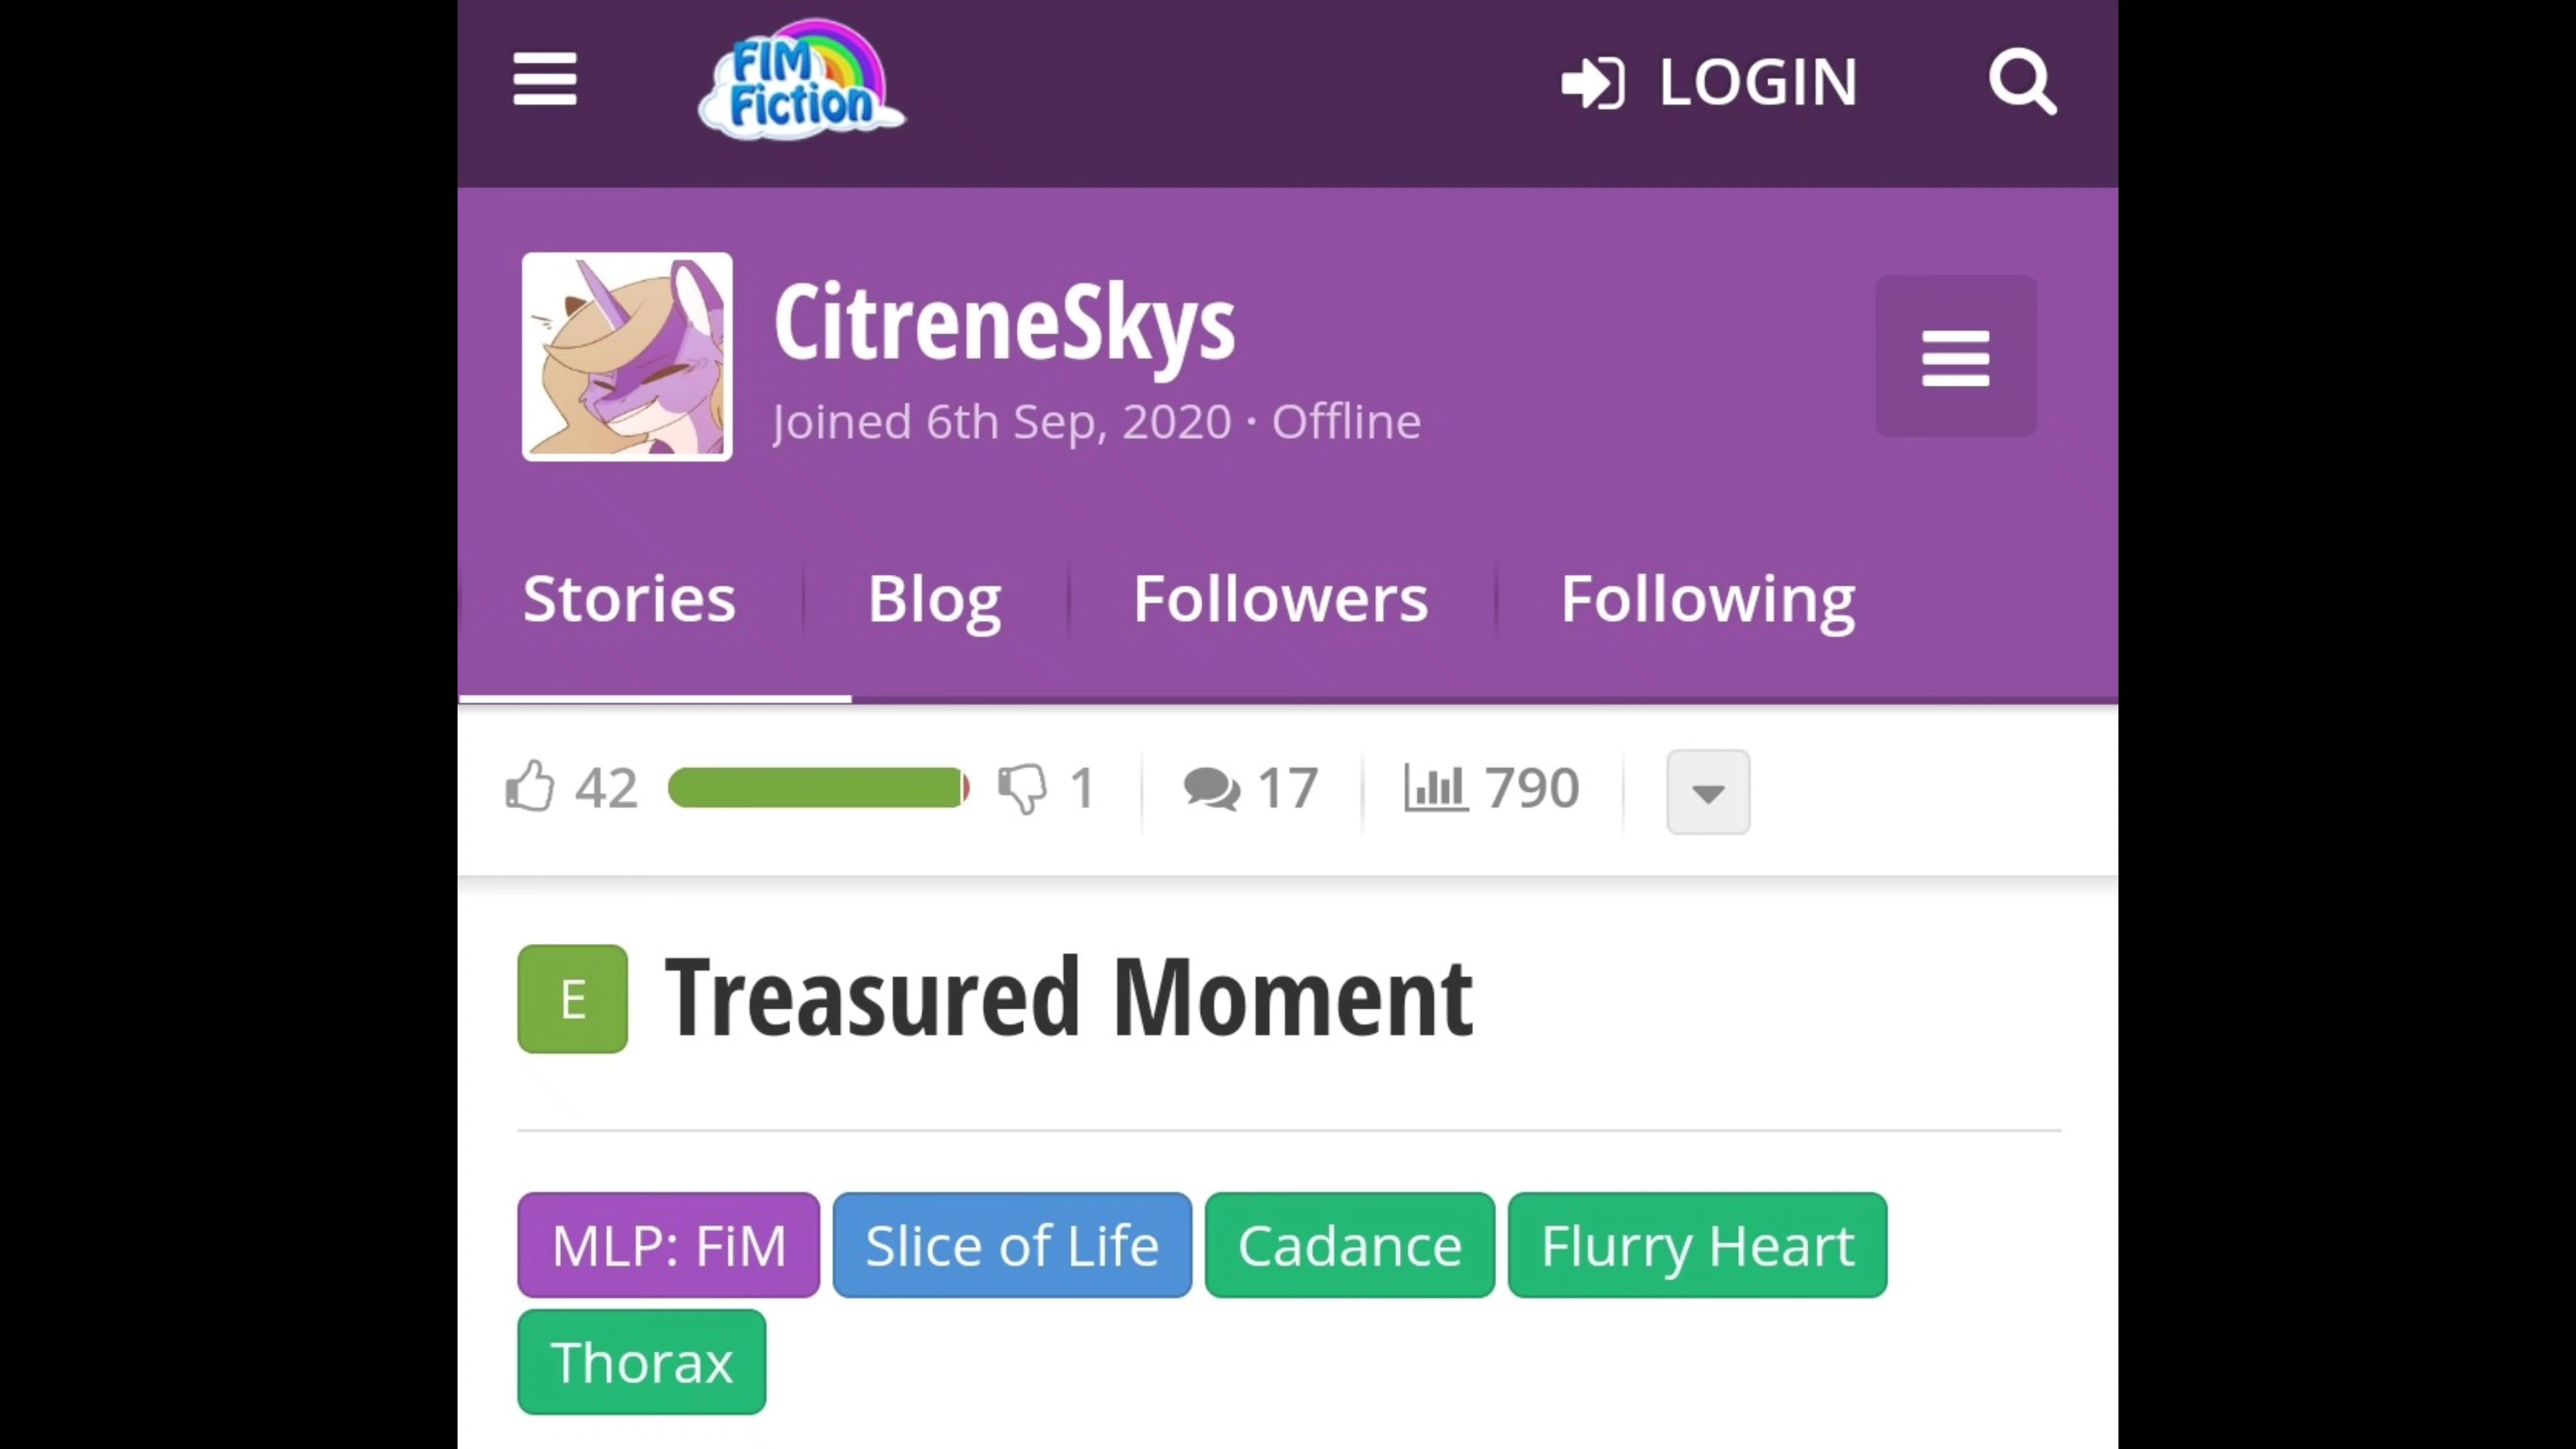 FIM
Fiction
LOGIN
CitreneSkys
Joined 6th Sep, 2020 · Offline
Stories Blog Followers Following
42 1 17 790
E Treasured Moment
MLP: FiM Slice of Life Cadance Flurry Heart
Thorax